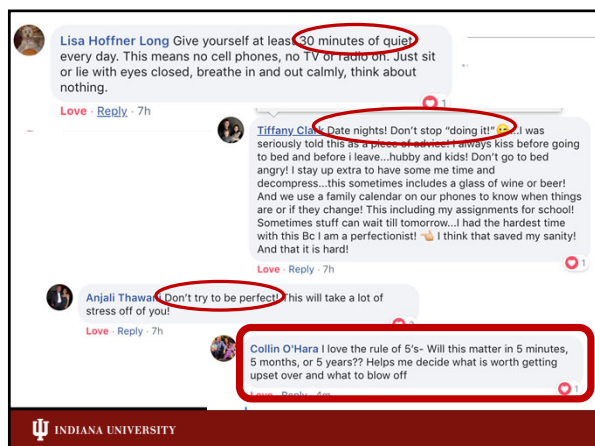 Lisa Hoffner Long Give yourself at least 30 minutes of quiet
every day. This means no cell phones, no TV or radio on. Just sit
or lie with eyes closed, breathe in and out calmly, think about
nothing.
Love · Reply · 7h
1
Tiffany Clark Date nights! Don't stop "doing it!" 😜...I was
seriously told this as a piece of advice! I always kiss before going
to bed and before i leave...hubby and kids! Don't go to bed
angry! I stay up extra to have some me time and
decompress...this sometimes includes a glass of wine or beer!
And we use a family calendar on our phones to know when things
are or if they change! This including my assignments for school!
Sometimes stuff can wait till tomorrow...I had the hardest time
with this Bc I am a perfectionist! 👈🏼 I think that saved my sanity!
And that it is hard!
Love · Reply · 7h
1
Anjali Thawani Don't try to be perfect! This will take a lot of
stress off of you!
Love · Reply · 7h
Collin O'Hara I love the rule of 5's- Will this matter in 5 minutes,
5 months, or 5 years?? Helps me decide what is worth getting
upset over and what to blow off
1
Love · Reply · 4m
INDIANA UNIVERSITY